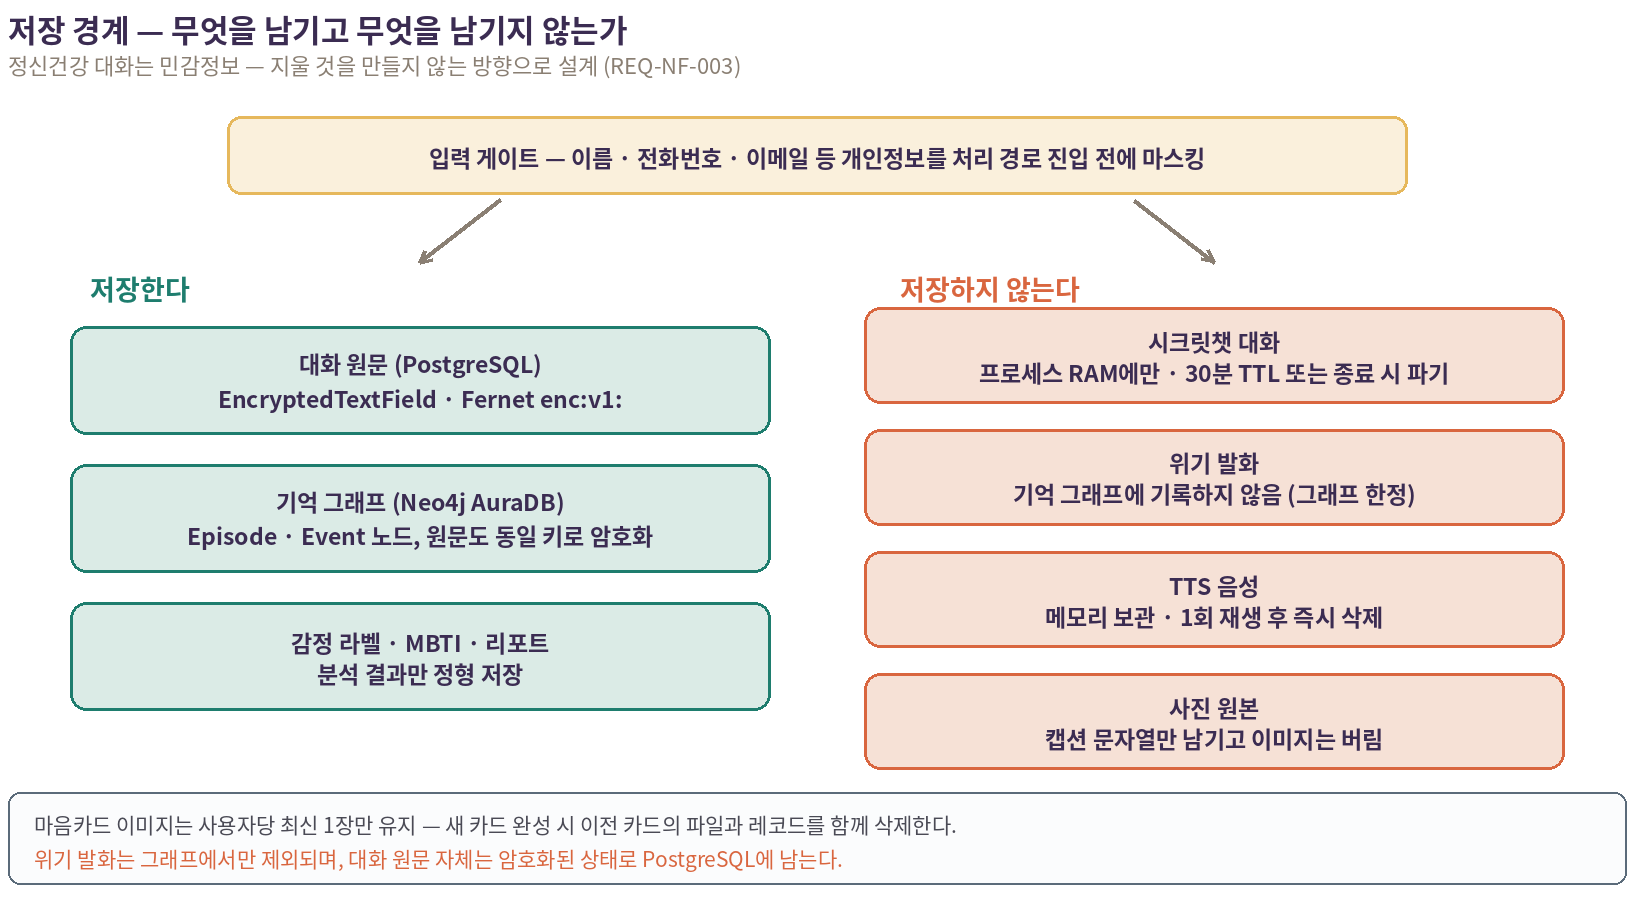 저장 경계 — 무엇을 남기고 무엇을 남기지 않는가
정신건강 대화는 민감정보 — 지울 것을 만들지 않는 방향으로 설계 (REQ-NF-003)
입력 게이트 — 이름 · 전화번호 · 이메일 등 개인정보를 처리 경로 진입 전에 마스킹
저장한다
대화 원문 (PostgreSQL)
EncryptedTextField · Fernet enc:v1:
기억 그래프 (Neo4j AuraDB)
Episode · Event 노드, 원문도 동일 키로 암호화
감정 라벨 · MBTI · 리포트
분석 결과만 정형 저장
저장하지 않는다
시크릿챗 대화
프로세스 RAM에만 · 30분 TTL 또는 종료 시 파기
위기 발화
기억 그래프에 기록하지 않음 (그래프 한정)
TTS 음성
메모리 보관 · 1회 재생 후 즉시 삭제
사진 원본
캡션 문자열만 남기고 이미지는 버림
마음카드 이미지는 사용자당 최신 1장만 유지 — 새 카드 완성 시 이전 카드의 파일과 레코드를 함께 삭제한다.
위기 발화는 그래프에서만 제외되며, 대화 원문 자체는 암호화된 상태로 PostgreSQL에 남는다.